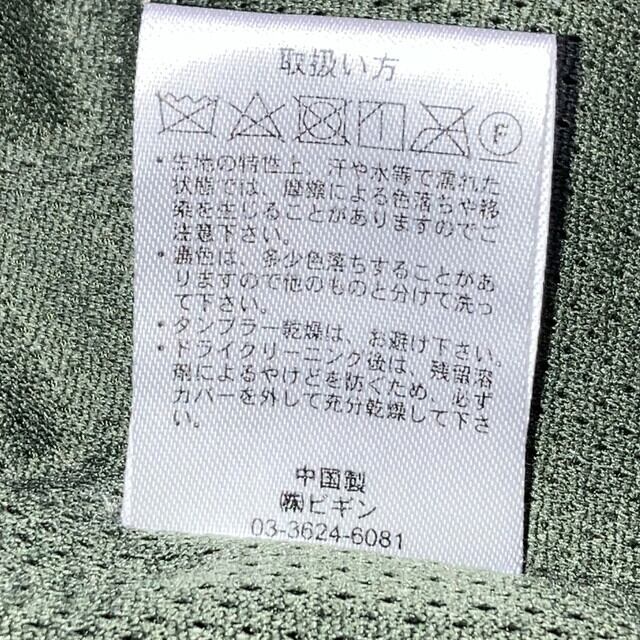 取扱い方
F
・生地の特性上、汗や水等で濡れた
状態では、摩擦による色落ちや移
染を生じることがありますのでご
注意下さい。
・濃色は、多少色落ちすることがあ
りますので他のものと分けて洗っ
て下さい。
・タンブラー乾燥は、お避け下さい。
・ドライクリーニング後は、残留溶
剤によるやけどを防ぐため、必ず
カバーを外して充分乾燥して下さ
い。
中国製
㈱ビギン
03-3624-6081